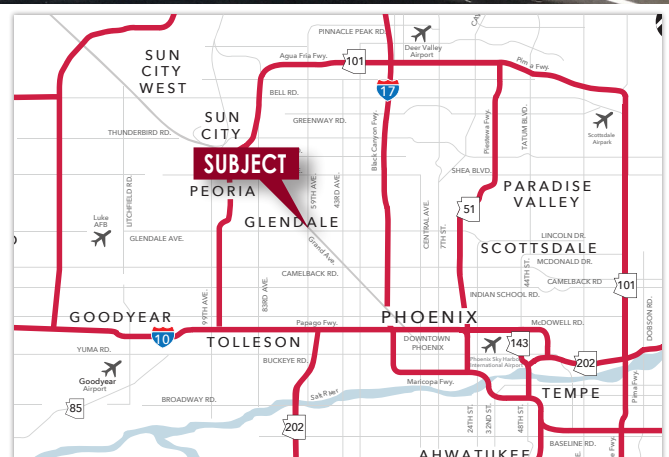 PINNACLE PEAK RD.
Deer Valley
Airport
SUN
CITY
WEST
Agua Fria Fwy.
101
Pima Fwy.
17
BELL RD.
GREENWAY RD.
SUN
CITY
THUNDERBIRD RD.
Black Canyon Fwy.
Piestewa Fwy.
TATUM BLVD.
Scottsdale
Airpark
SUBJECT
59TH AVE.
43RD AVE.
SHEA BLVD.
PEORIA
PARADISE
VALLEY
LITCHFIELD RD.
51
Luke
AFB
GLENDALE
CENTRAL AVE.
7TH ST.
LINCOLN DR.
GLENDALE AVE.
Grand Ave.
SCOTTSDALE
MCDONALD DR.
CAMELBACK RD.
44TH ST.
CAMELBACK RD
101
99TH AVE.
83RD AVE.
INDIAN SCHOOL RD.
DOBSON RD.
GOODYEAR
Papago Fwy.
PHOENIX
McDOWELL RD.
10
TOLLESON
DOWNTOWN
PHOENIX
143
YUMA RD.
BUCKEYE RD.
Phoenix Sky Harbor
International Airport
202
Goodyear
Airport
Maricopa Fwy.
Salt River
TEMPE
Pima Fwy.
85
BROADWAY RD.
202
24TH ST.
32ND ST.
48TH ST.
BASELINE RD.
AHWATUKEE